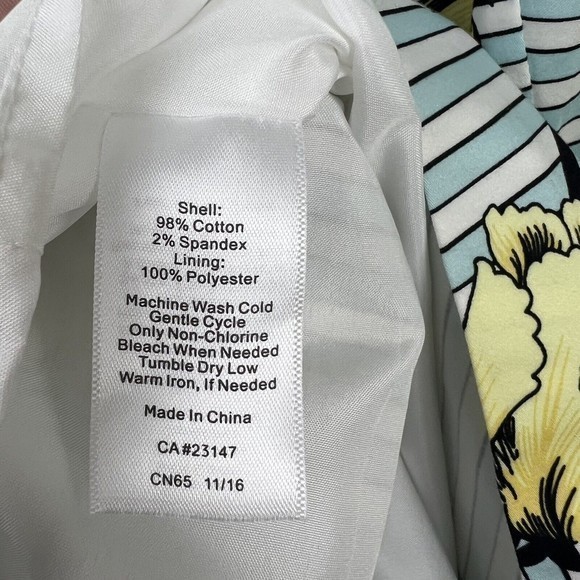 Shell:
98% Cotton
2% Spandex
Lining:
100% Polyester
Machine Wash Cold
Gentle Cycle
Only Non-Chlorine
Bleach When Needed
Tumble Dry Low
Warm Iron, If Needed
Made In China
CA#23147
CN65 11/16